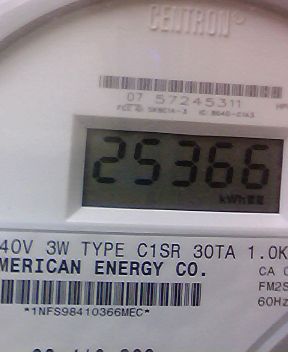 CENTRON®
07 57245311
25366
kWh
40V 3W TYPE C1SR 30TA 1.0K
MERICAN ENERGY CO.
CA 0
FM2S
60Hz
*1NFS98410366MEC*